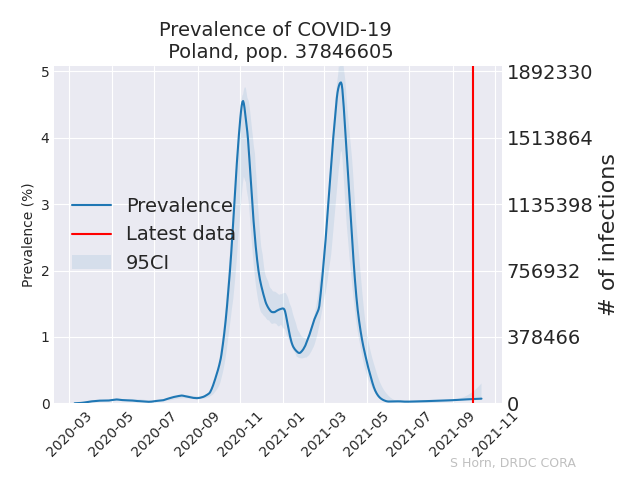 Prevalence of COVID-19
Poland, pop. 37846605
Prevalence (%)
5
4
3
2
1
0
Prevalence
Latest data
95CI
1892330
1513864
1135398
756932
378466
0
# of infections
2020-03
2020-05
2020-07
2020-09
2020-11
2021-01
2021-03
2021-05
2021-07
2021-09
2021-11
S Horn, DRDC CORA